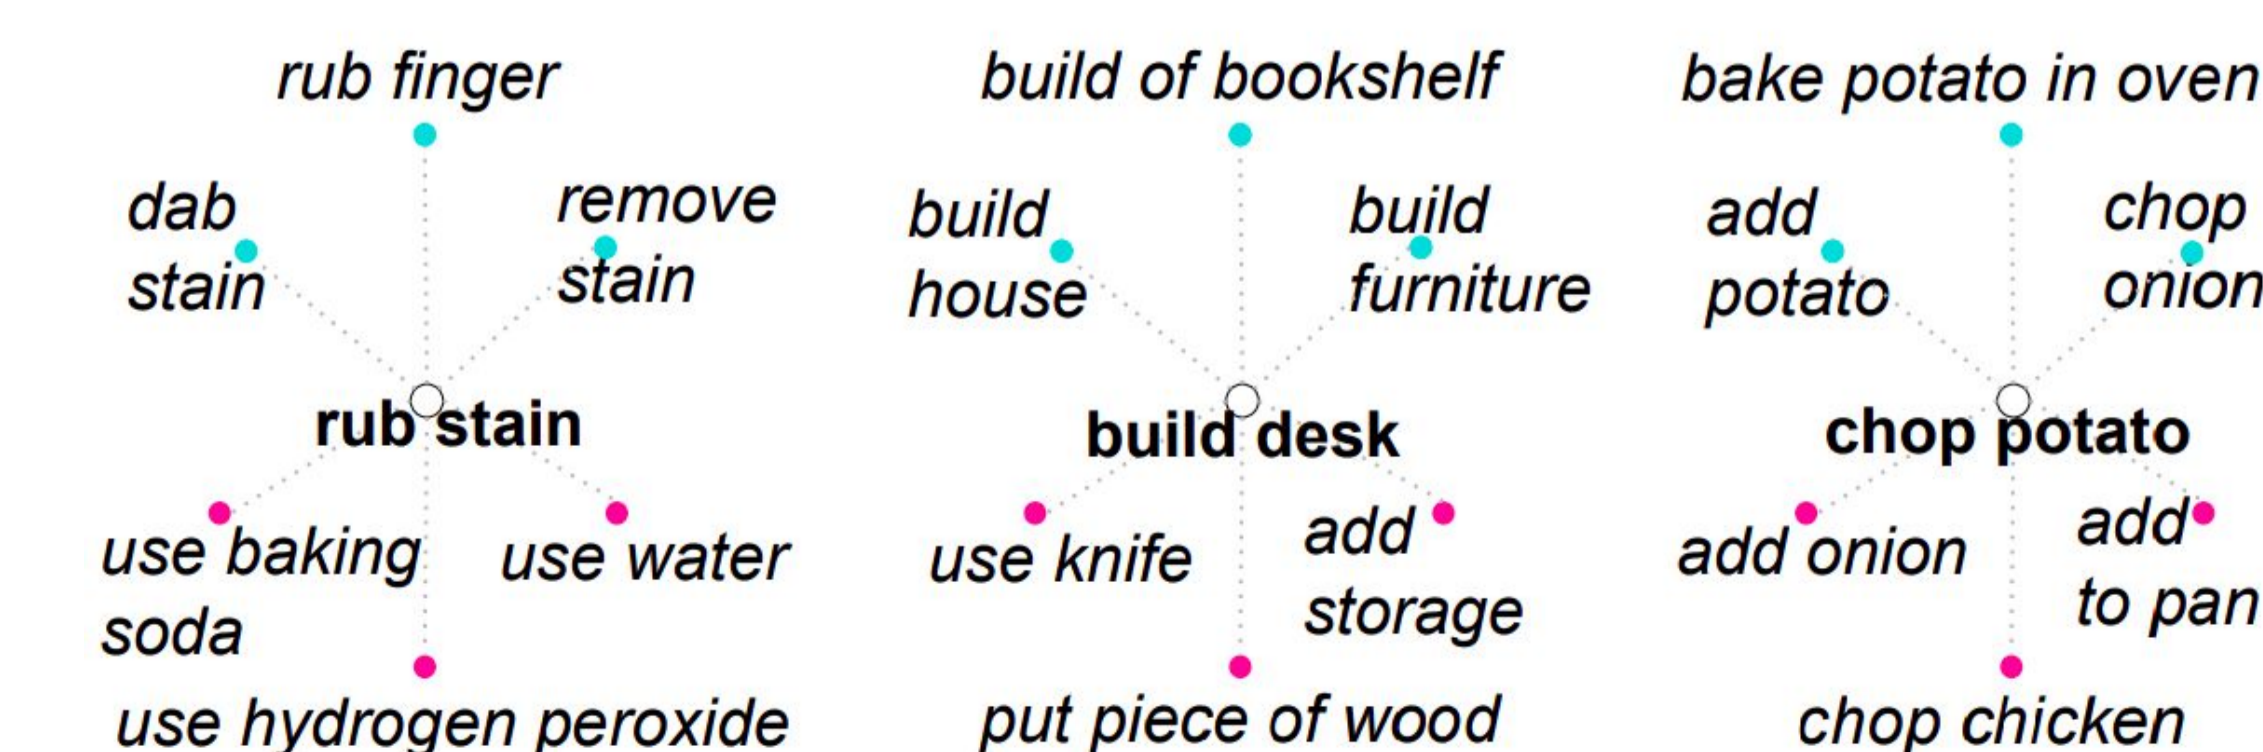 rub finger
dab
stain
remove
stain
rub stain
use baking
soda
use water
use hydrogen peroxide
build of bookshelf
build
house
build
furniture
build desk
use knife
add
storage
put piece of wood
bake potato in oven
add
potato
chop
onion
chop potato
add onion
add
to pan
chop chicken